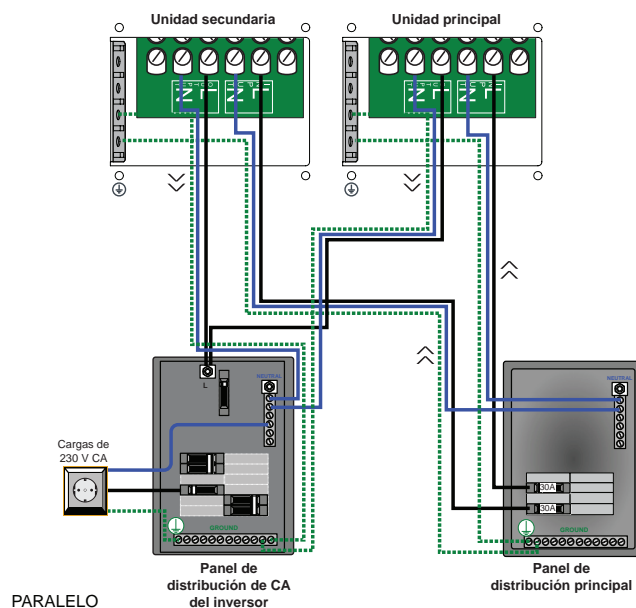 Unidad secundaria
Unidad principal
N
L
N
L
N
L
N
L
L
NEUTRAL
NEUTRAL
Cargas de
230 V CA
30A
30A
GROUND
GROUND
Panel de
distribución de CA
del inversor
Panel de
distribución principal
PARALELO